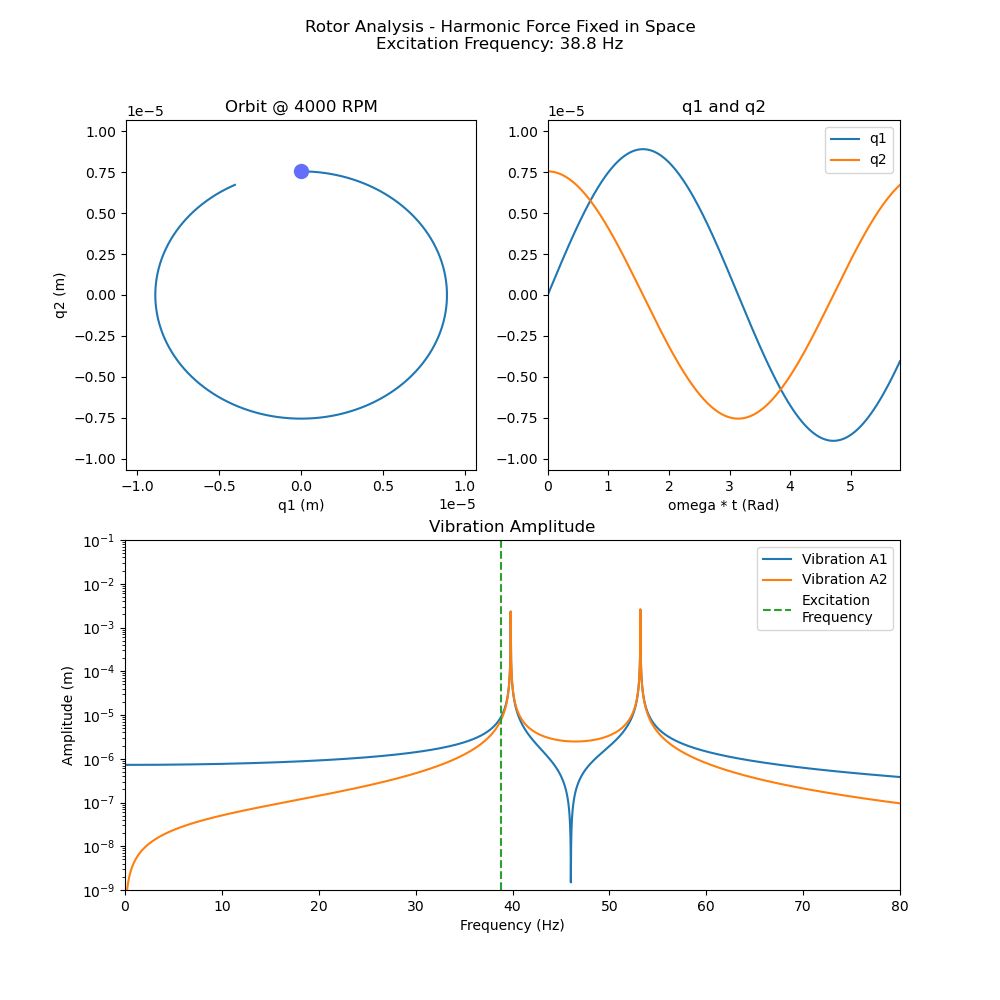 Rotor Analysis - Harmonic Force Fixed in Space
Excitation Frequency: 38.8 Hz
Orbit @ 4000 RPM
1e−5
1.00
0.75
0.50
0.25
0.00
−0.25
−0.50
−0.75
−1.00
q2 (m)
−1.0 −0.5 0.0 0.5 1.0
1e−5
q1 (m)
q1 and q2
1e−5
q1
q2
1.00
0.75
0.50
0.25
0.00
−0.25
−0.50
−0.75
−1.00
0 1 2 3 4 5
omega * t (Rad)
Vibration Amplitude
Vibration A1
Vibration A2
Excitation
Frequency
10⁻¹
10⁻²
10⁻³
10⁻⁴
10⁻⁵
10⁻⁶
10⁻⁷
10⁻⁸
10⁻⁹
Amplitude (m)
0 10 20 30 40 50 60 70 80
Frequency (Hz)